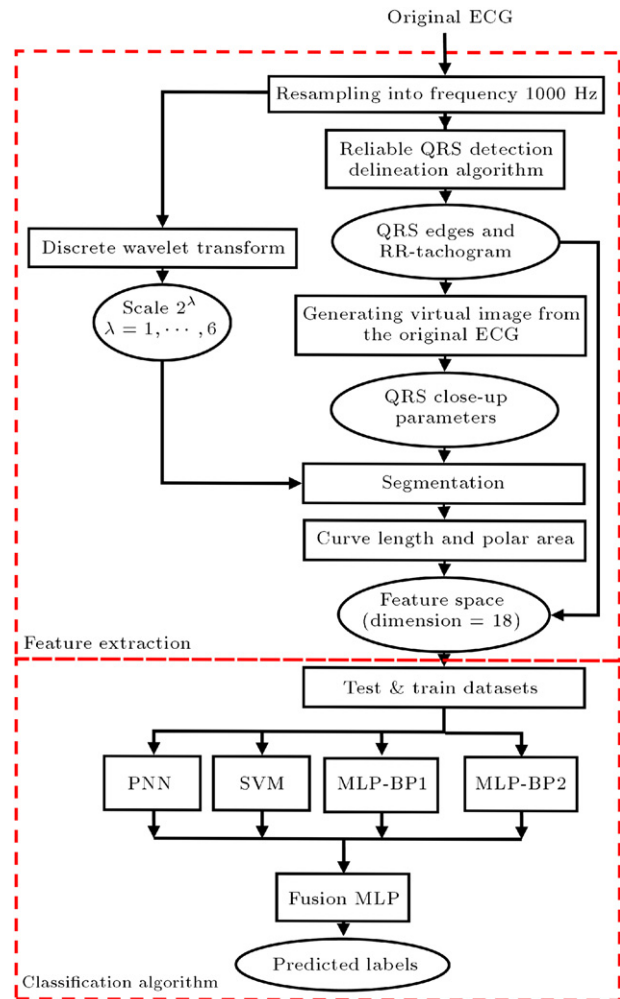 Original ECG
Resampling into frequency 1000 Hz
Reliable QRS detection
delineation algorithm
QRS edges and
RR-tachogram
Discrete wavelet transform
Scale 2^λ
λ = 1, ··· , 6
Generating virtual image from
the original ECG
QRS close-up
parameters
Segmentation
Curve length and polar area
Feature space
(dimension = 18)
Feature extraction
Test & train datasets
PNN
SVM
MLP-BP1
MLP-BP2
Fusion MLP
Predicted labels
Classification algorithm